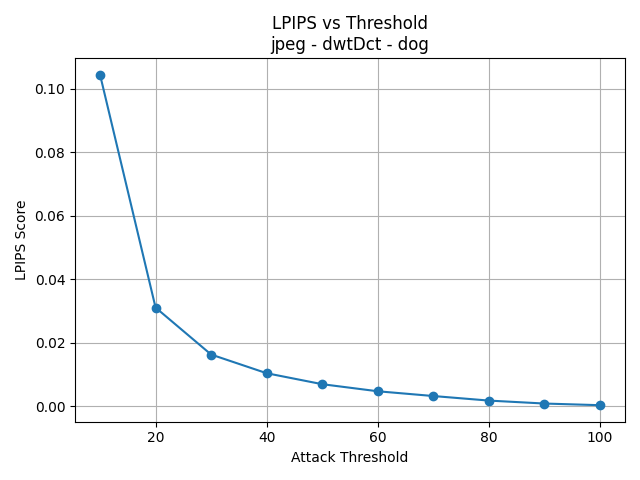 LPIPS vs Threshold
jpeg - dwtDct - dog
LPIPS Score
0.10
0.08
0.06
0.04
0.02
0.00
20 40 60 80 100
Attack Threshold